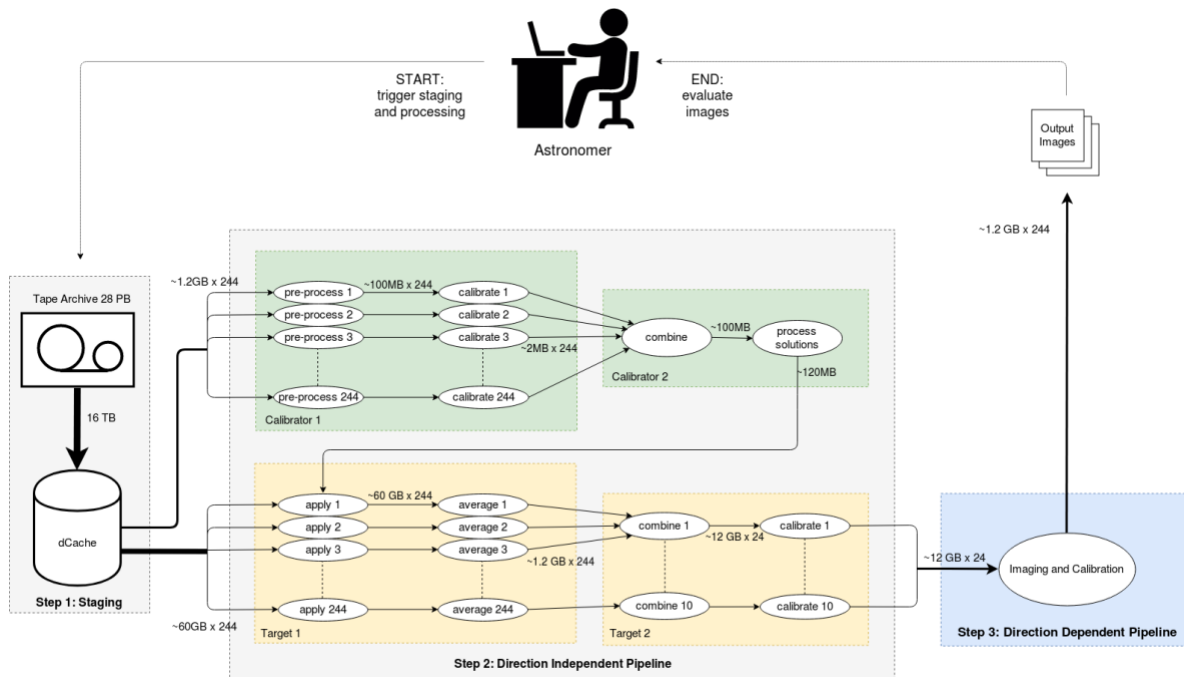 START:
trigger staging
and processing
END:
evaluate
images
Astronomer
Output
Images
~1.2 GB x 244
Tape Archive 28 PB
16 TB
dCache
Step 1: Staging
~1.2GB x 244
pre-process 1
~100MB x 244
calibrate 1
pre-process 2
calibrate 2
pre-process 3
calibrate 3
~2MB x 244
pre-process 244
calibrate 244
Calibrator 1
combine
~100MB
process
solutions
Calibrator 2
~120MB
apply 1
~60 GB x 244
average 1
apply 2
average 2
apply 3
average 3
~1.2 GB x 244
apply 244
average 244
~60GB x 244
Target 1
combine 1
~12 GB x 24
calibrate 1
combine 10
calibrate 10
Target 2
Step 2: Direction Independent Pipeline
~12 GB x 24
Imaging and Calibration
Step 3: Direction Dependent Pipeline